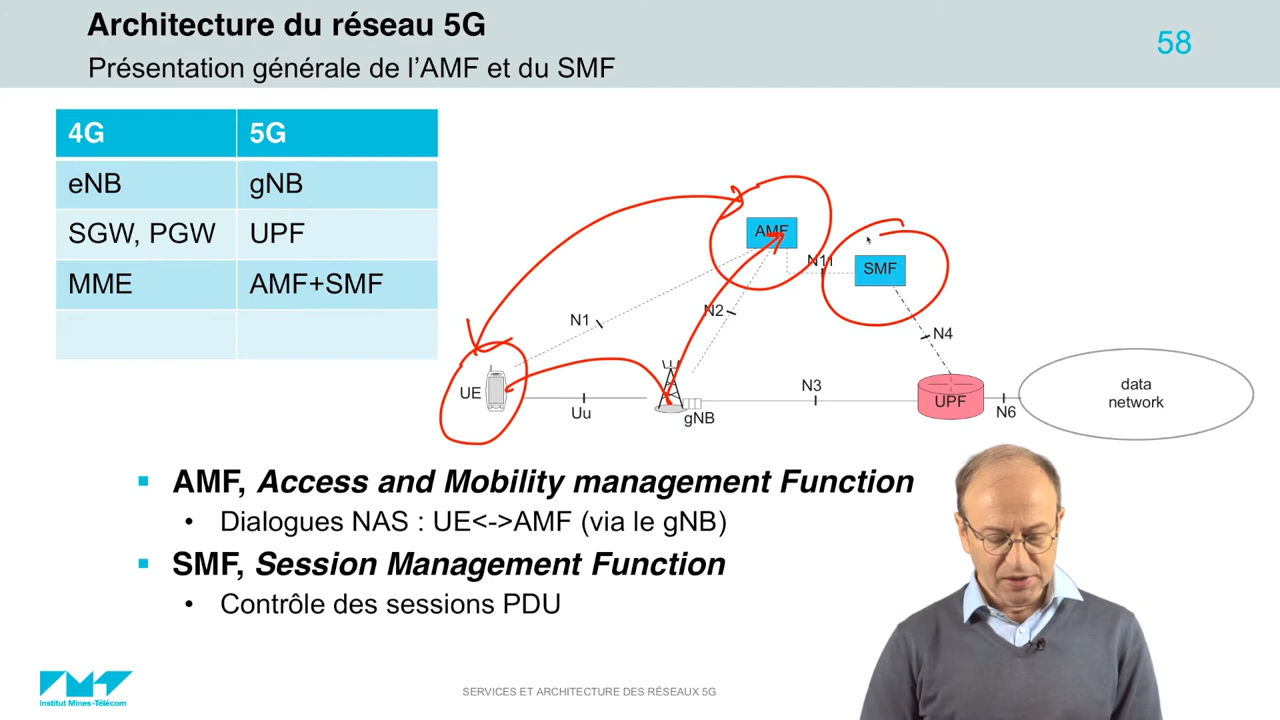 Architecture du réseau 5G
Présentation générale de l'AMF et du SMF
58
4G 5G
eNB gNB
SGW, PGW UPF
MME AMF+SMF
AMF
N11
SMF
N1
N2
N4
UE
Uu
gNB
N3
UPF
N6
data
network
AMF, Access and Mobility management Function
Dialogues NAS : UE<->AMF (via le gNB)
SMF, Session Management Function
Contrôle des sessions PDU
Institut Mines-Télécom
SERVICES ET ARCHITECTURE DES RÉSEAUX 5G